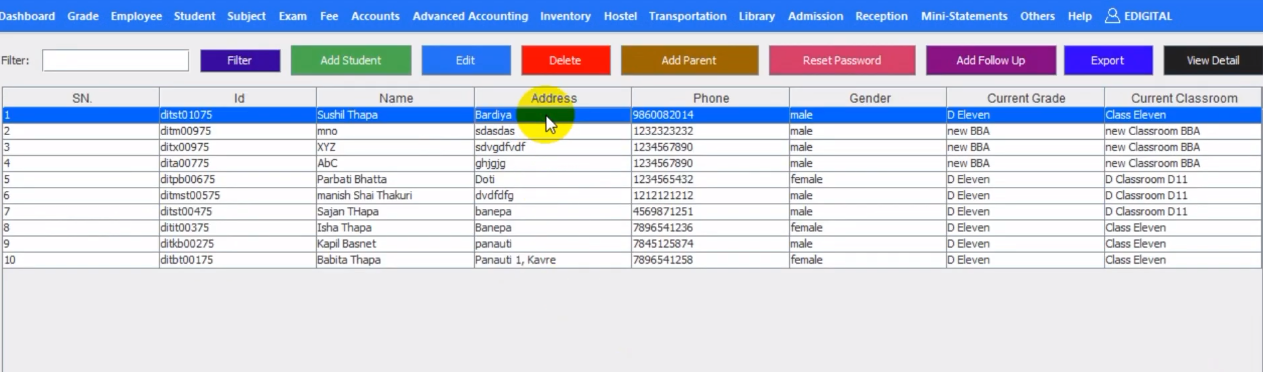 Dashboard Grade Employee Student Subject Exam Fee Accounts Advanced Accounting Inventory Hostel Transportation Library Admission Reception Mini-Statements Others Help EDIGITAL
Filter: Filter Add Student Edit Delete Add Parent Reset Password Add Follow Up Export View Detail
SN. Id Name Address Phone Gender Current Grade Current Classroom
1 ditst01075 Sushil Thapa Bardiya 9860082014 male D Eleven Class Eleven
2 ditm00975 mno sdasdas 1232323232 male new BBA new Classroom BBA
3 ditx00975 XYZ sdvgdfvdf 1234567890 male new BBA new Classroom BBA
4 dita00775 AbC ghjgjg 1234567890 male new BBA new Classroom BBA
5 ditpb00675 Parbati Bhatta Doti 1234565432 female D Eleven D Classroom D11
6 ditmst00575 manish Shai Thakuri dvdfdfg 1212121212 male D Eleven D Classroom D11
7 ditst00475 Sajan THapa banepa 4569871251 male D Eleven D Classroom D11
8 ditit00375 Isha Thapa Banepa 7896541236 female D Eleven Class Eleven
9 ditkb00275 Kapil Basnet panauti 7845125874 male D Eleven Class Eleven
10 ditbt00175 Babita Thapa Panauti 1, Kavre 7896541258 female D Eleven Class Eleven